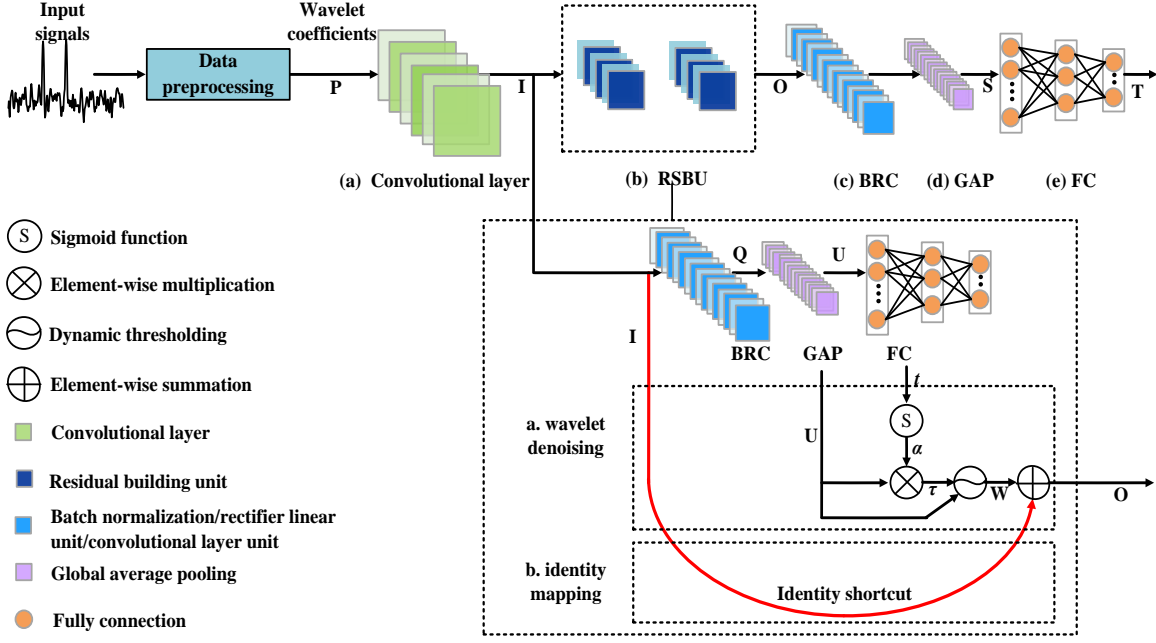 Input
signals
Data
preprocessing
Wavelet
coefficients
P
I
O
S
T
(a) Convolutional layer
(b) RSBU
(c) BRC
(d) GAP
(e) FC
S
Sigmoid function
Element-wise multiplication
Dynamic thresholding
Element-wise summation
Convolutional layer
Residual building unit
Batch normalization/rectifier linear
unit/convolutional layer unit
Global average pooling
Fully connection
Q
U
I
BRC
GAP
FC
t
a. wavelet
denoising
U
S
α
τ
W
O
b. identity
mapping
Identity shortcut